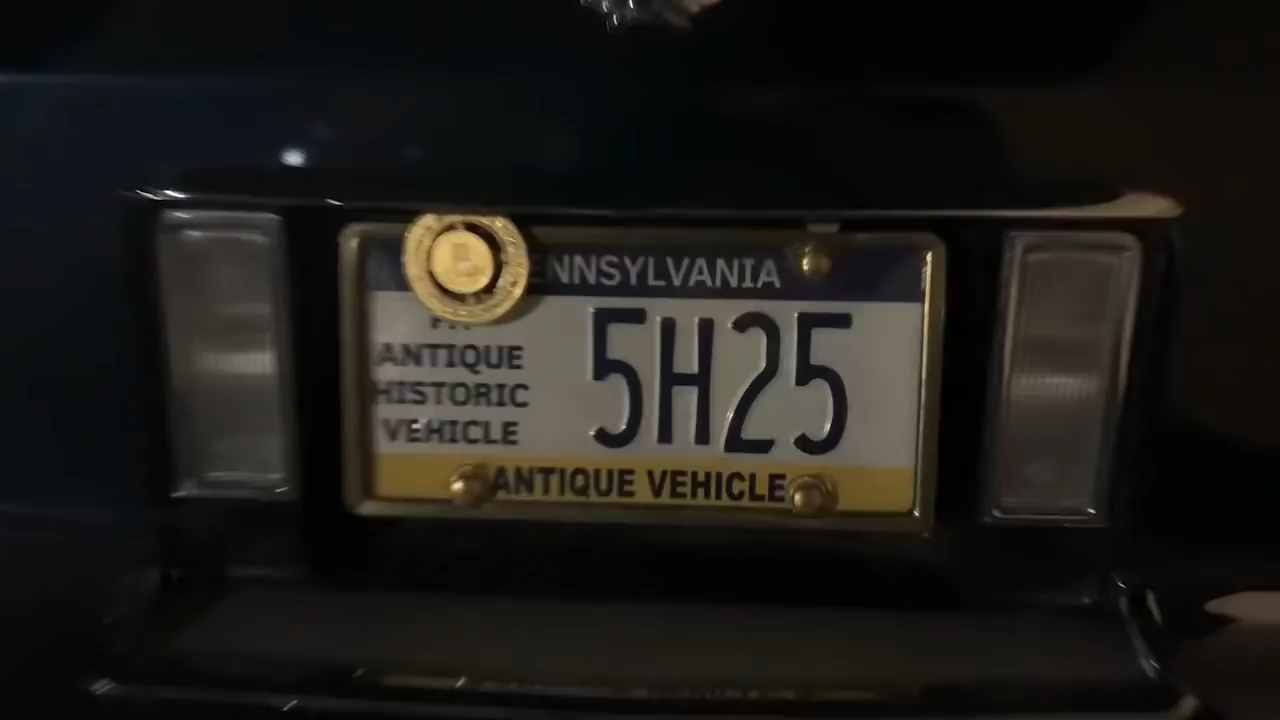 ENNSYLVANIA
ANTIQUE
HISTORIC
VEHICLE
5H25
ANTIQUE VEHICLE